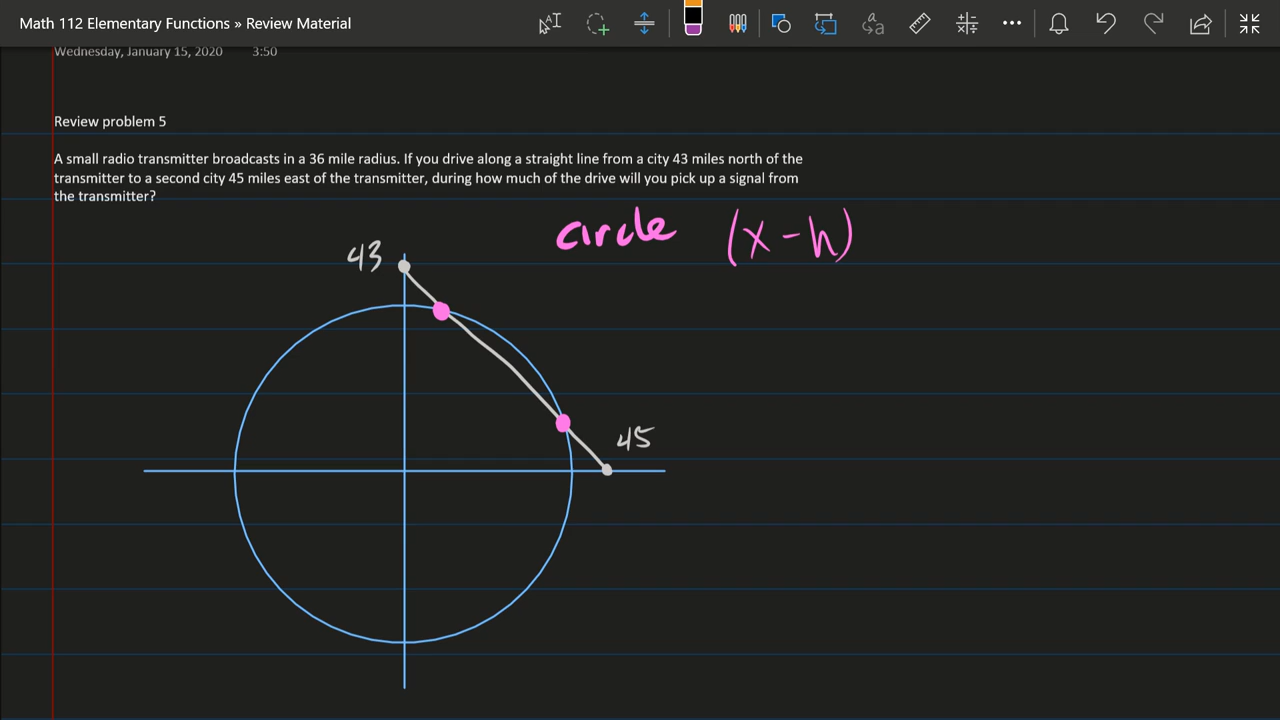 Math 112 Elementary Functions » Review Material
Wednesday, January 15, 2020 3:50
Review problem 5
A small radio transmitter broadcasts in a 36 mile radius. If you drive along a straight line from a city 43 miles north of the
transmitter to a second city 45 miles east of the transmitter, during how much of the drive will you pick up a signal from
the transmitter?
circle (x-h)
43
45